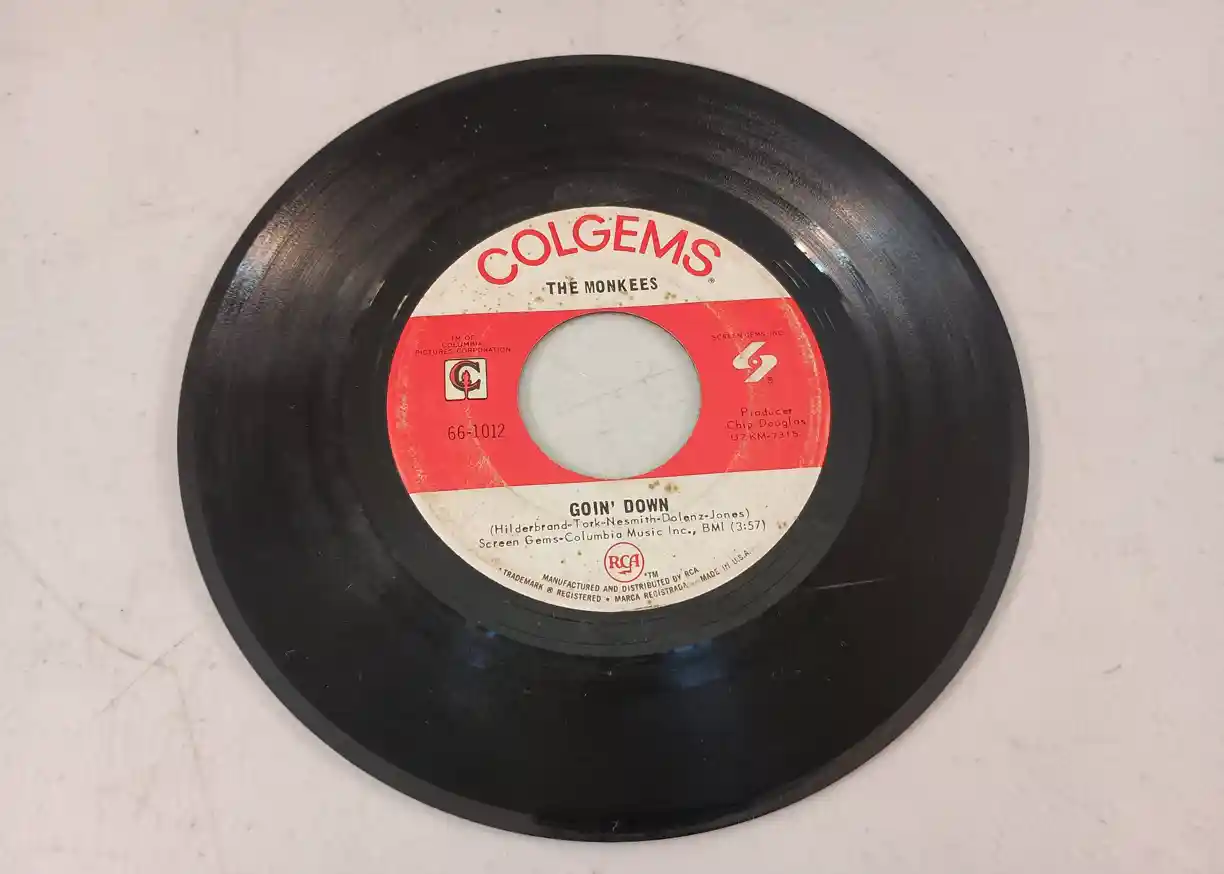 COLGEMS
THE MONKEES
TM OF
COLUMBIA
PICTURES CORPORATION
66-1012
SCREEN GEMS, INC.
®
Producer
Chip Douglas
UZKM-7315
GOIN' DOWN
(Hilderbrand-Tork-Nesmith-Dolenz-Jones)
Screen Gems-Columbia Music Inc., BMI (3:57)
RCA
*TM
MANUFACTURED AND DISTRIBUTED BY RCA
*TRADEMARK ® REGISTERED • MARCA REGISTRADA MADE IN U.S.A.